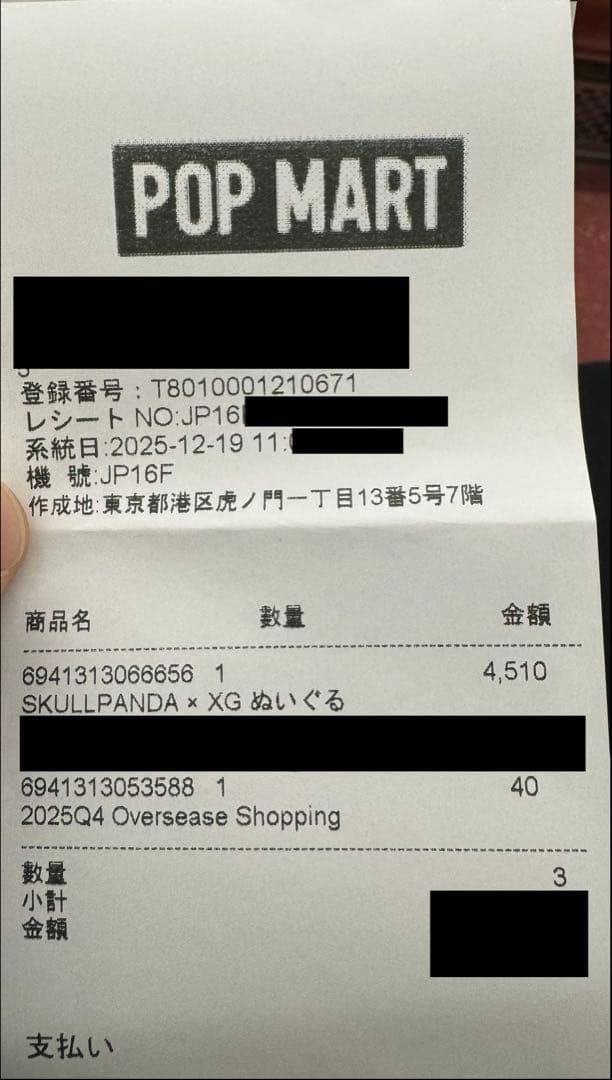 POP MART
登録番号：T8010001210671
レシート NO:JP16
系統日:2025-12-19 11:
機 號:JP16F
作成地:東京都港区虎ノ門一丁目13番5号7階
商品名 數量 金額
6941313066656 1 4,510
SKULLPANDA × XG ぬいぐる
6941313053588 1 40
2025Q4 Oversease Shopping
數量 3
小計
金額
支払い